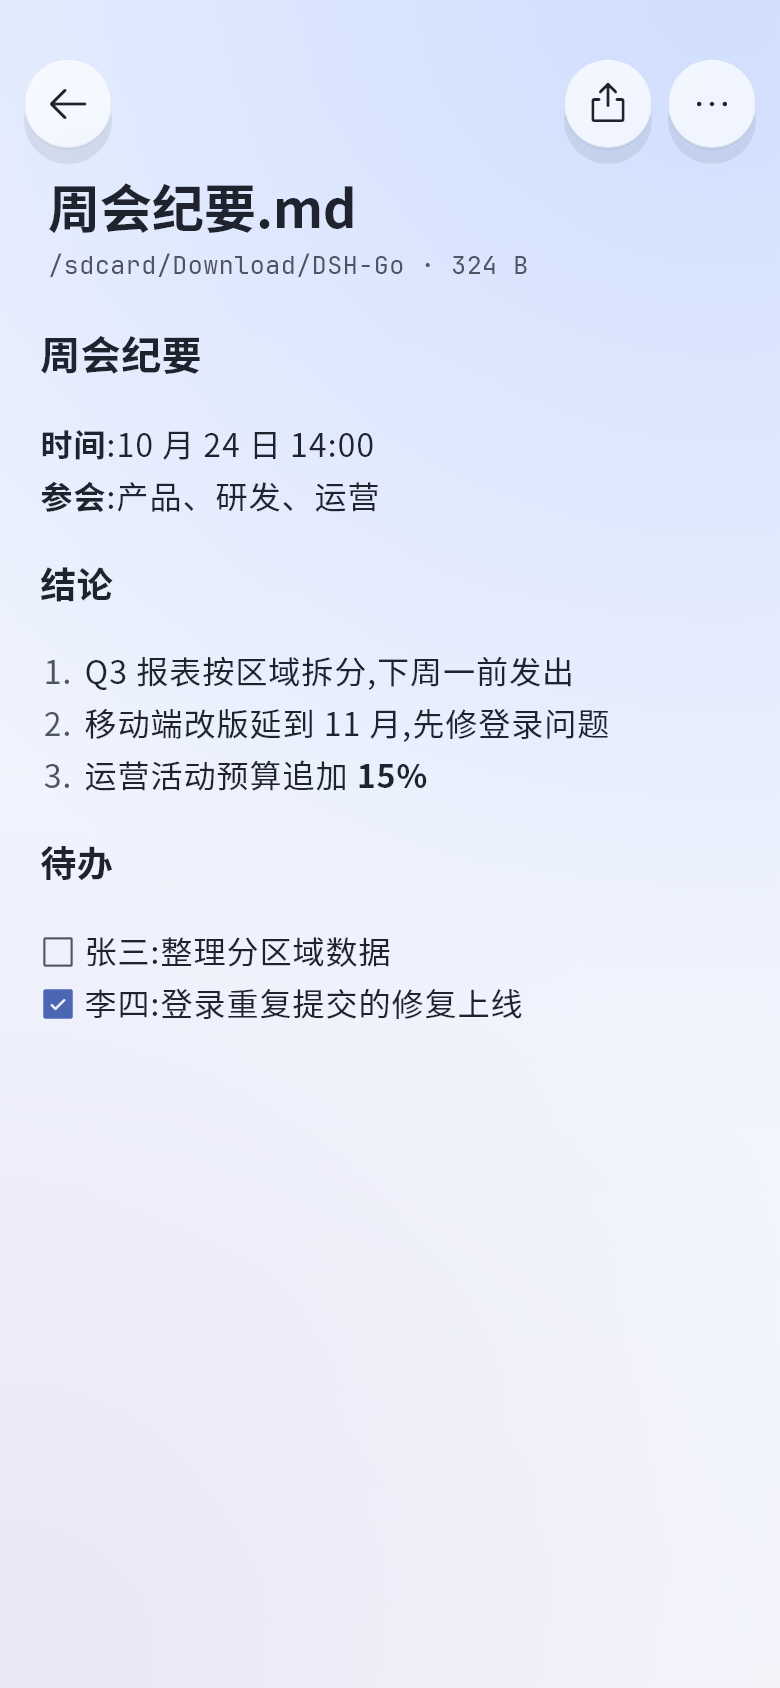 周会纪要.md
/sdcard/Download/DSH-Go · 324 B
周会纪要
时间:10 月 24 日 14:00
参会:产品、研发、运营
结论
1. Q3 报表按区域拆分,下周一前发出
2. 移动端改版延到 11 月,先修登录问题
3. 运营活动预算追加 15%
待办
张三:整理分区域数据
李四:登录重复提交的修复上线